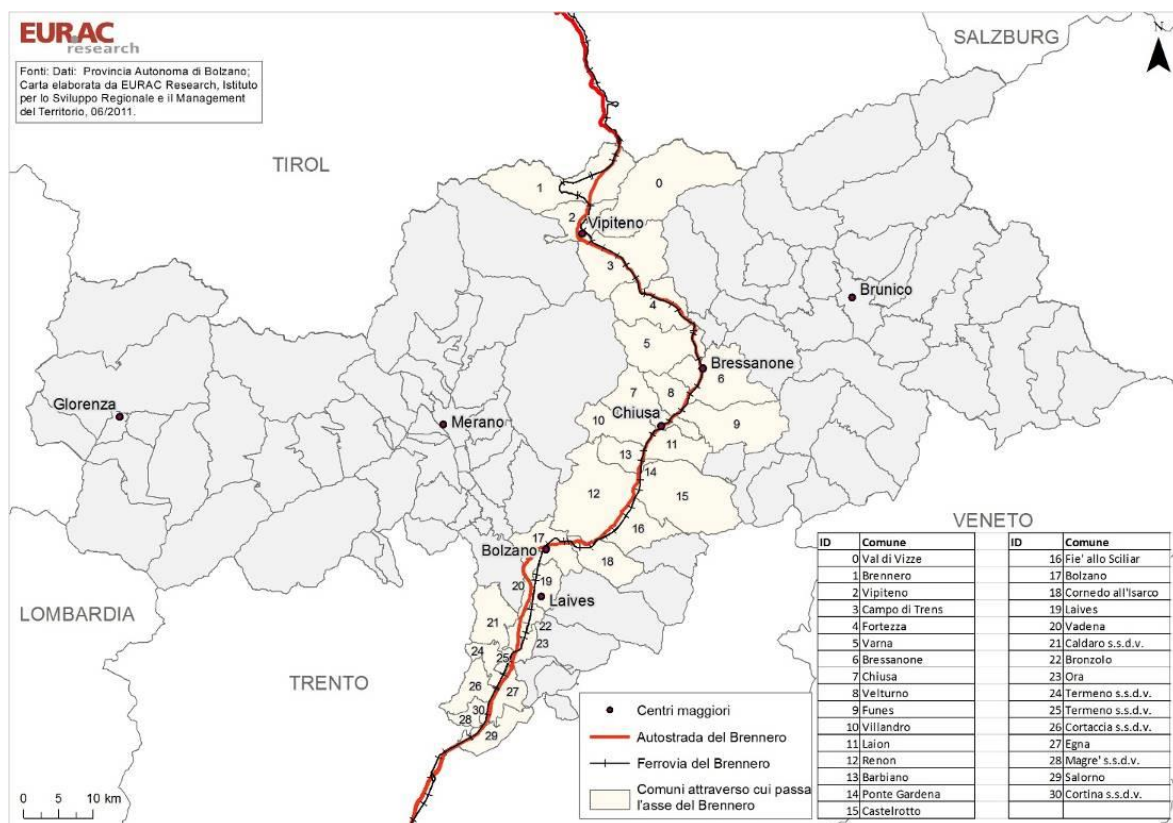 EURAC
research
Fonti: Dati: Provincia Autonoma di Bolzano;
Carta elaborata da EURAC Research, Istituto
per lo Sviluppo Regionale e il Management
del Territorio, 06/2011.
N
SALZBURG
TIROL
0
1
2
Vipiteno
3
Brunico
4
5
Bressanone
6
7
8
Glorenza
Merano
Chiusa
10
9
11
13
14
12
15
16
VENETO
17
Bolzano
18
20
19
Laives
LOMBARDIA
21
22
23
24
25
TRENTO
26
27
30
28
29
Centri maggiori
Autostrada del Brennero
Ferrovia del Brennero
Comuni attraverso cui passa
l'asse del Brennero
0 5 10 km
ID Comune ID Comune
0 Val di Vizze 16 Fie' allo Sciliar
1 Brennero 17 Bolzano
2 Vipiteno 18 Cornedo all'Isarco
3 Campo di Trens 19 Laives
4 Fortezza 20 Vadena
5 Varna 21 Caldaro s.s.d.v.
6 Bressanone 22 Bronzolo
7 Chiusa 23 Ora
8 Velturno 24 Termeno s.s.d.v.
9 Funes 25 Termeno s.s.d.v.
10 Villandro 26 Cortaccia s.s.d.v.
11 Laion 27 Egna
12 Renon 28 Magre' s.s.d.v.
13 Barbiano 29 Salorno
14 Ponte Gardena 30 Cortina s.s.d.v.
15 Castelrotto